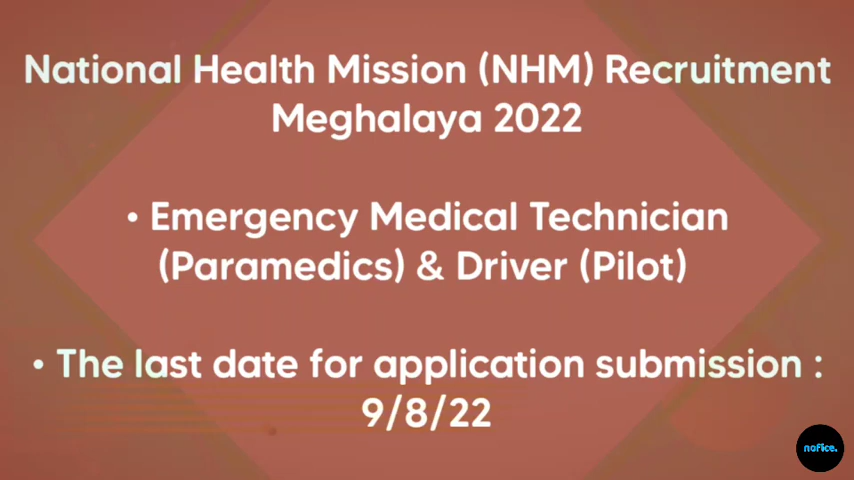 National Health Mission (NHM) Recruitment
Meghalaya 2022
• Emergency Medical Technician
(Paramedics) & Driver (Pilot)
• The last date for application submission :
9/8/22
nofice.